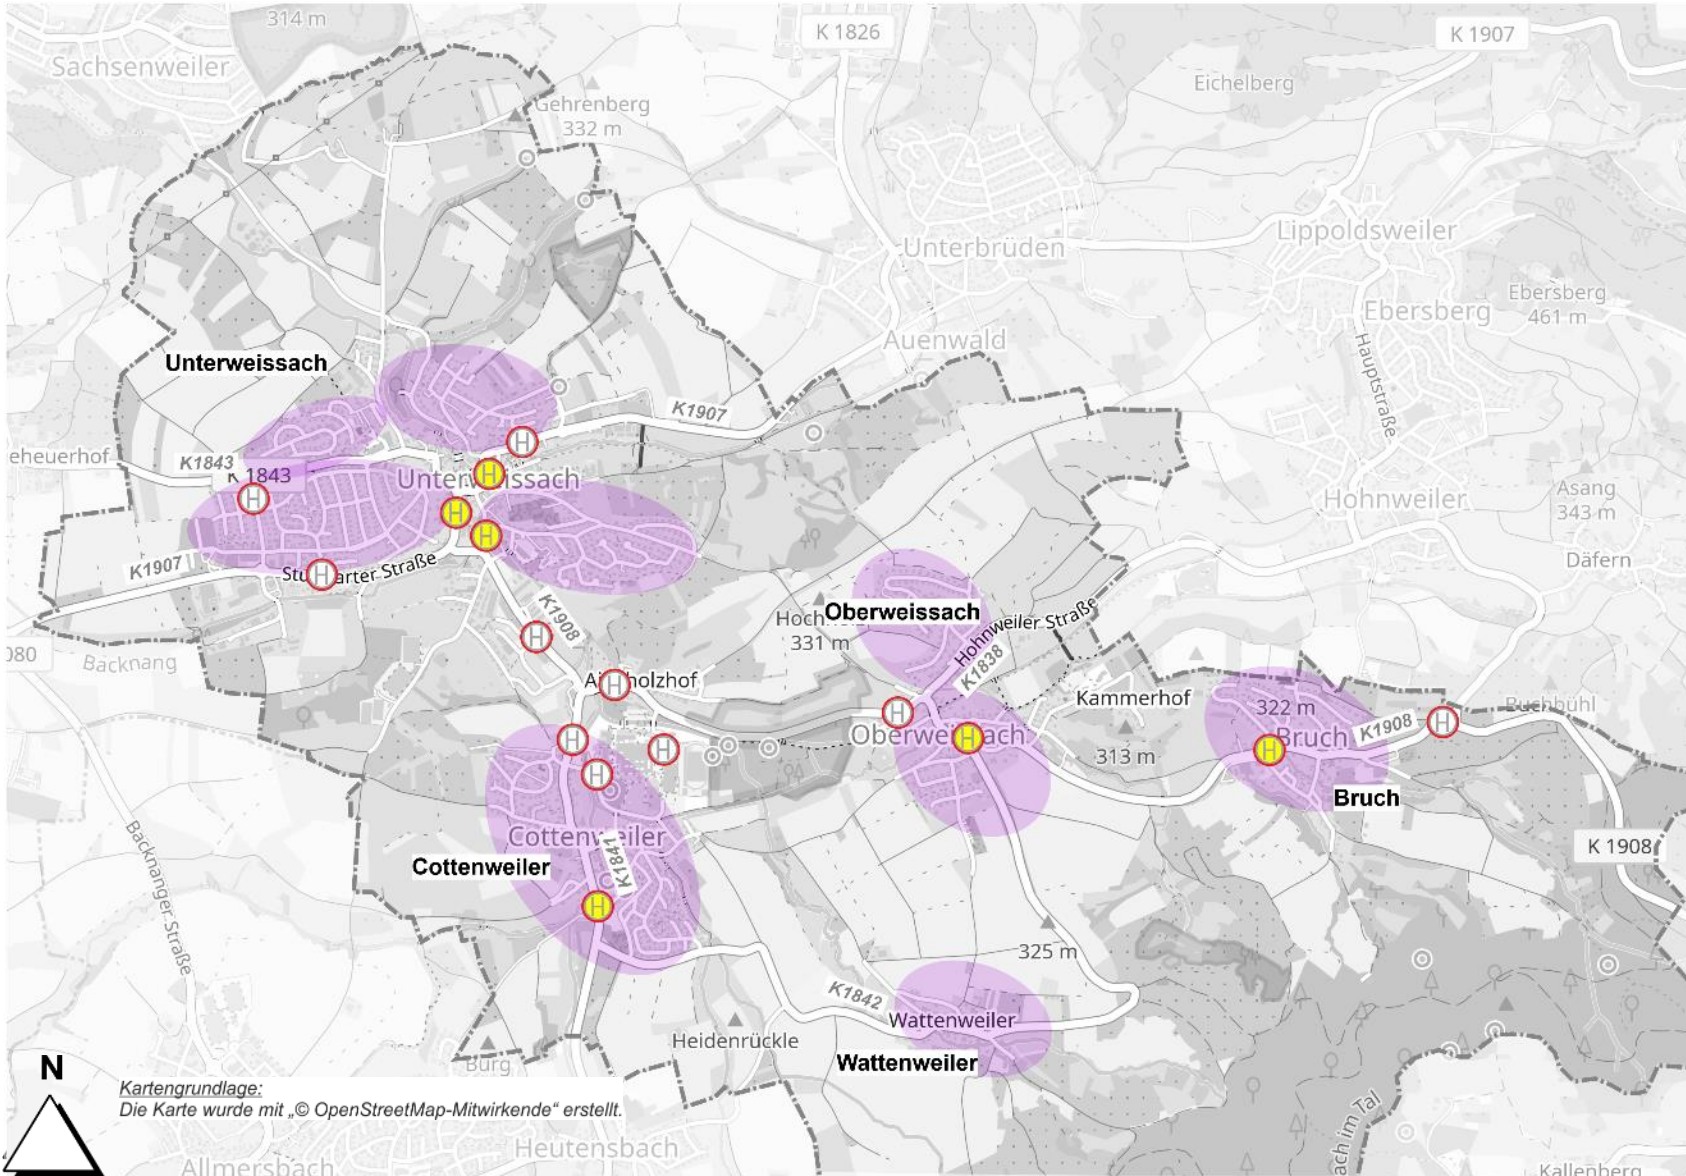 314 m
K 1826
K 1907
Sachsenweiler
Eichelberg
Gehrenberg
332 m
Unterbrüden
Lippoldsweiler
Ebersberg
461 m
Ebersberg
Auenwald
Hauptstraße
Unterweissach
K1907
eheuerhof
K1843
K 1843
H
H
Unterweissach
H
H
H
Hohnweiler
Asang
343 m
Däfern
K1907
Stuttgarter Straße
H
K1908
H
331 m
Oberweissach
Hohnweiler Straße
K1838
080
Backnang
H
Kammerhof
H
Oberweissach
H
313 m
322 m
Bruch
H
K1908
H
Buchbühl
Bruch
H
H
H
Cottenweiler
K1841
Cottenweiler
H
K 1908
Backnanger Straße
325 m
K1842
Wattenweiler
Wattenweiler
Heidenrückle
Burg
N
Kartengrundlage:
Die Karte wurde mit „© OpenStreetMap-Mitwirkende“ erstellt.
Heutensbach
Allmersbach
ach im Tal
Kallenberg